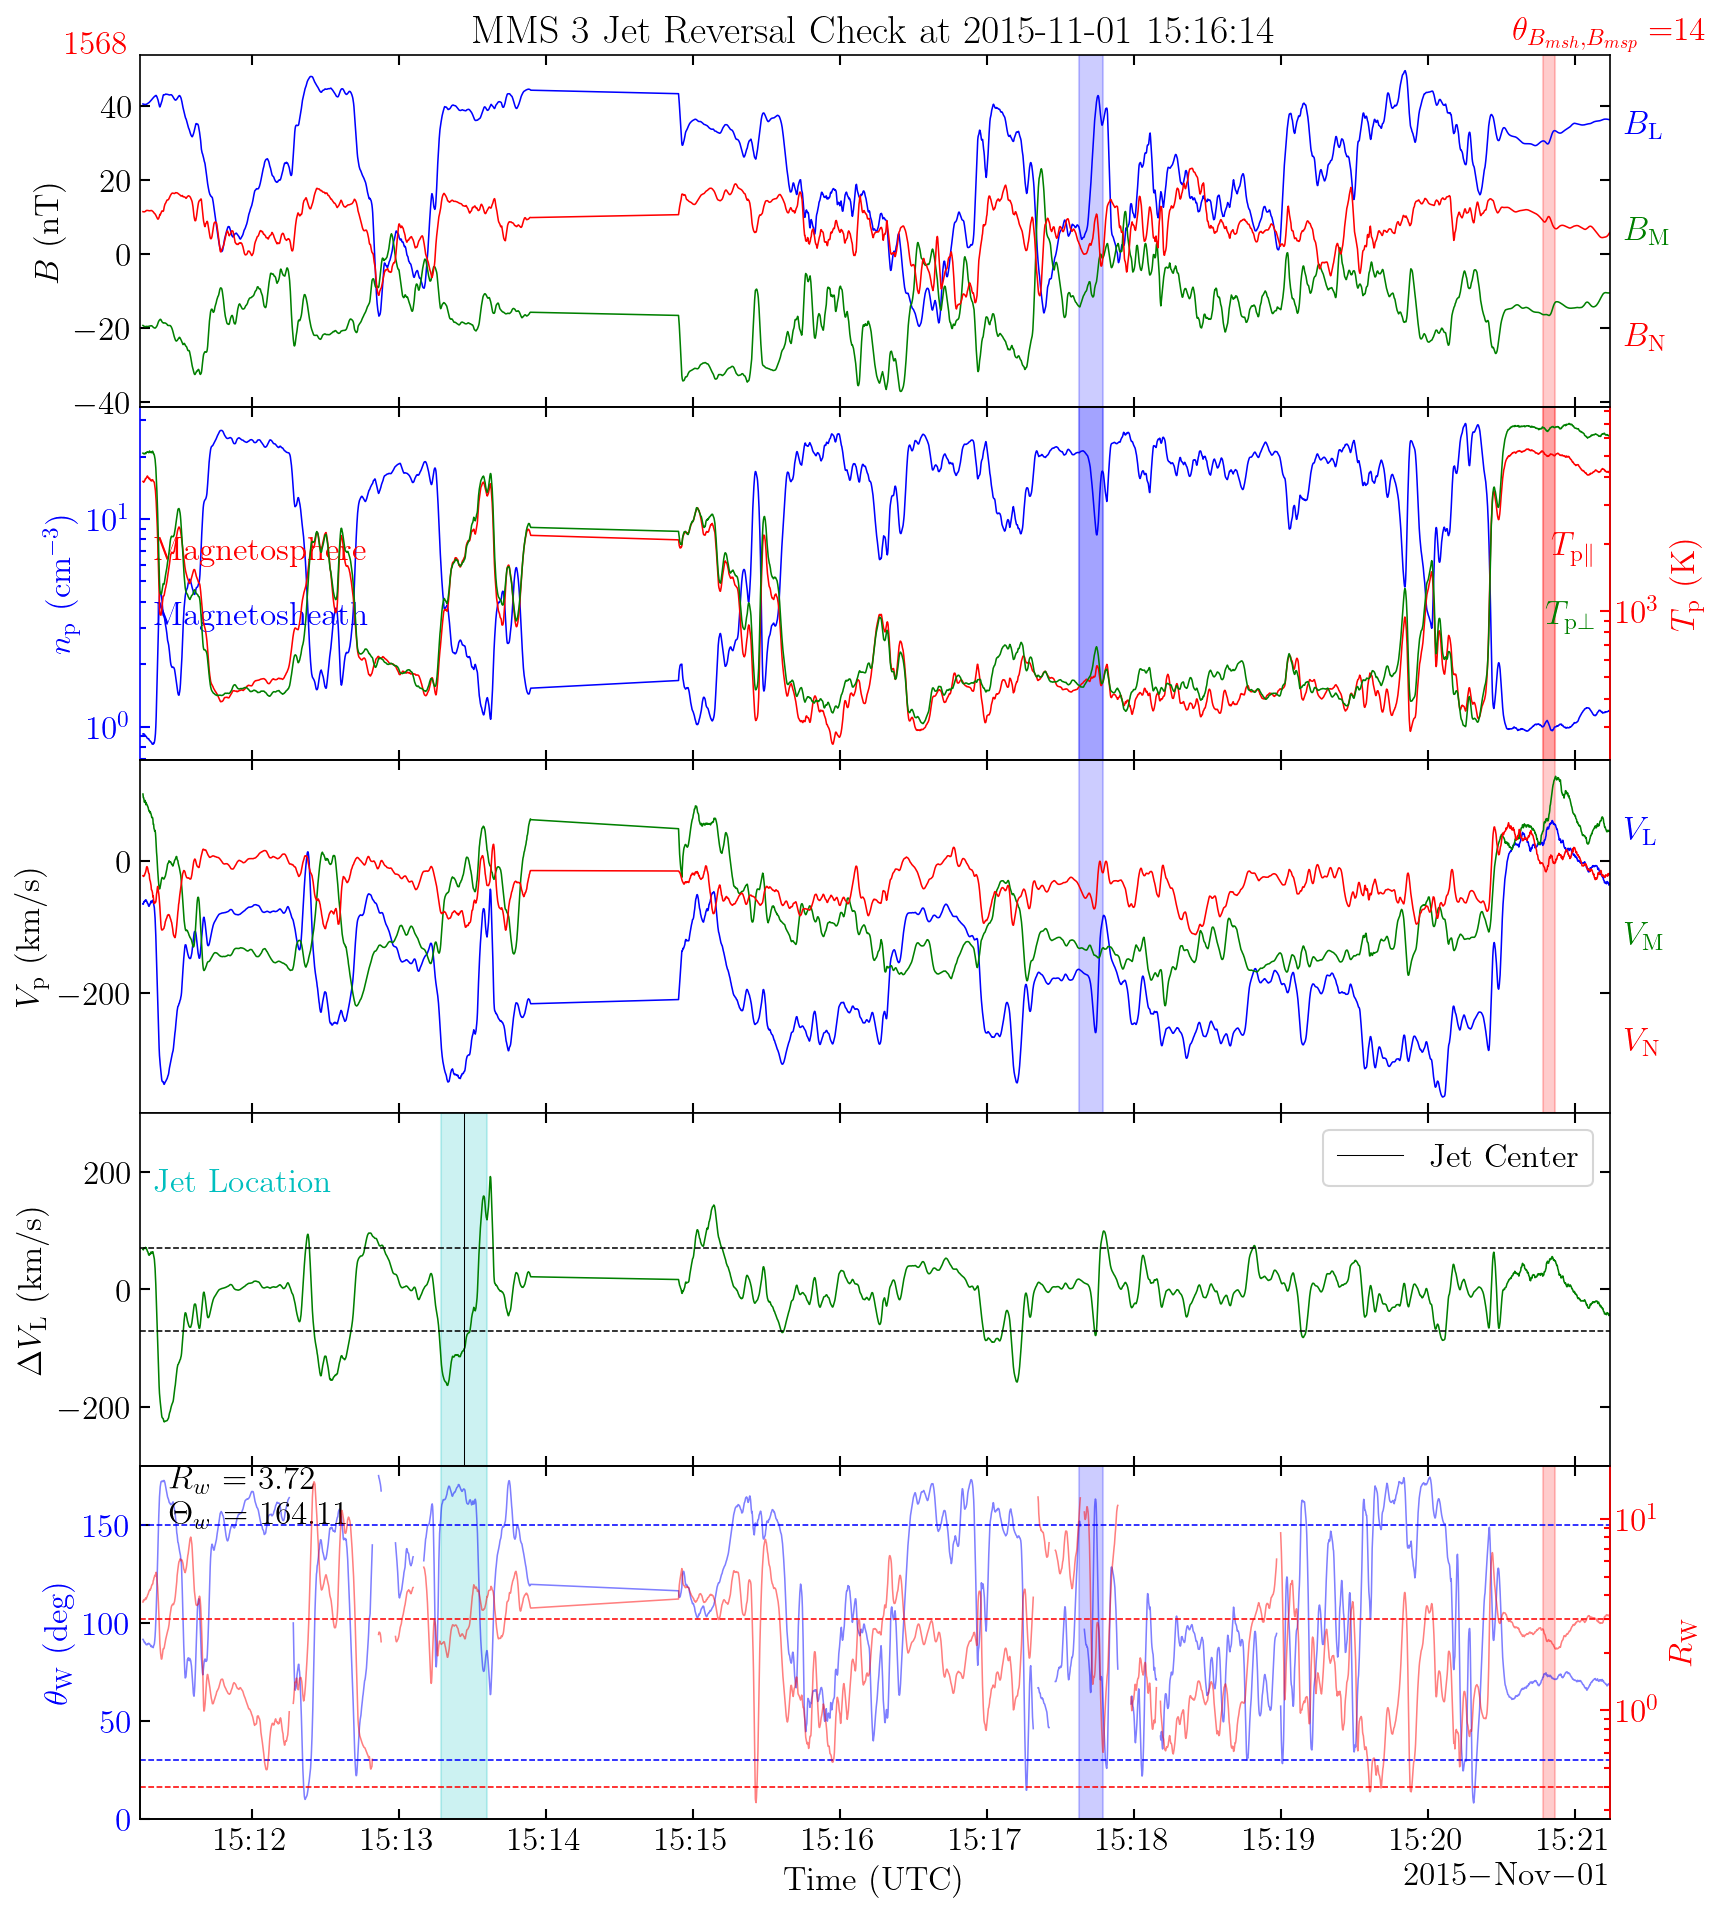 MMS 3 Jet Reversal Check at 2015-11-01 15:16:14
1568
θ_{B_{msh},B_{msp}} =14
B (nT)
40
20
0
−20
−40
B_L
B_M
B_N
n_p (cm^{−3})
10^1
10^0
Magnetosphere
Magnetosheath
T_{p∥}
T_{p⊥}
10^3
T_p (K)
V_p (km/s)
0
−200
V_L
V_M
V_N
ΔV_L (km/s)
200
0
−200
Jet Location
Jet Center
R_w = 3.72
Θ_w = 164.11
θ_W (deg)
150
100
50
0
10^1
10^0
R_W
15:12 15:13 15:14 15:15 15:16 15:17 15:18 15:19 15:20 15:21
Time (UTC)
2015−Nov−01